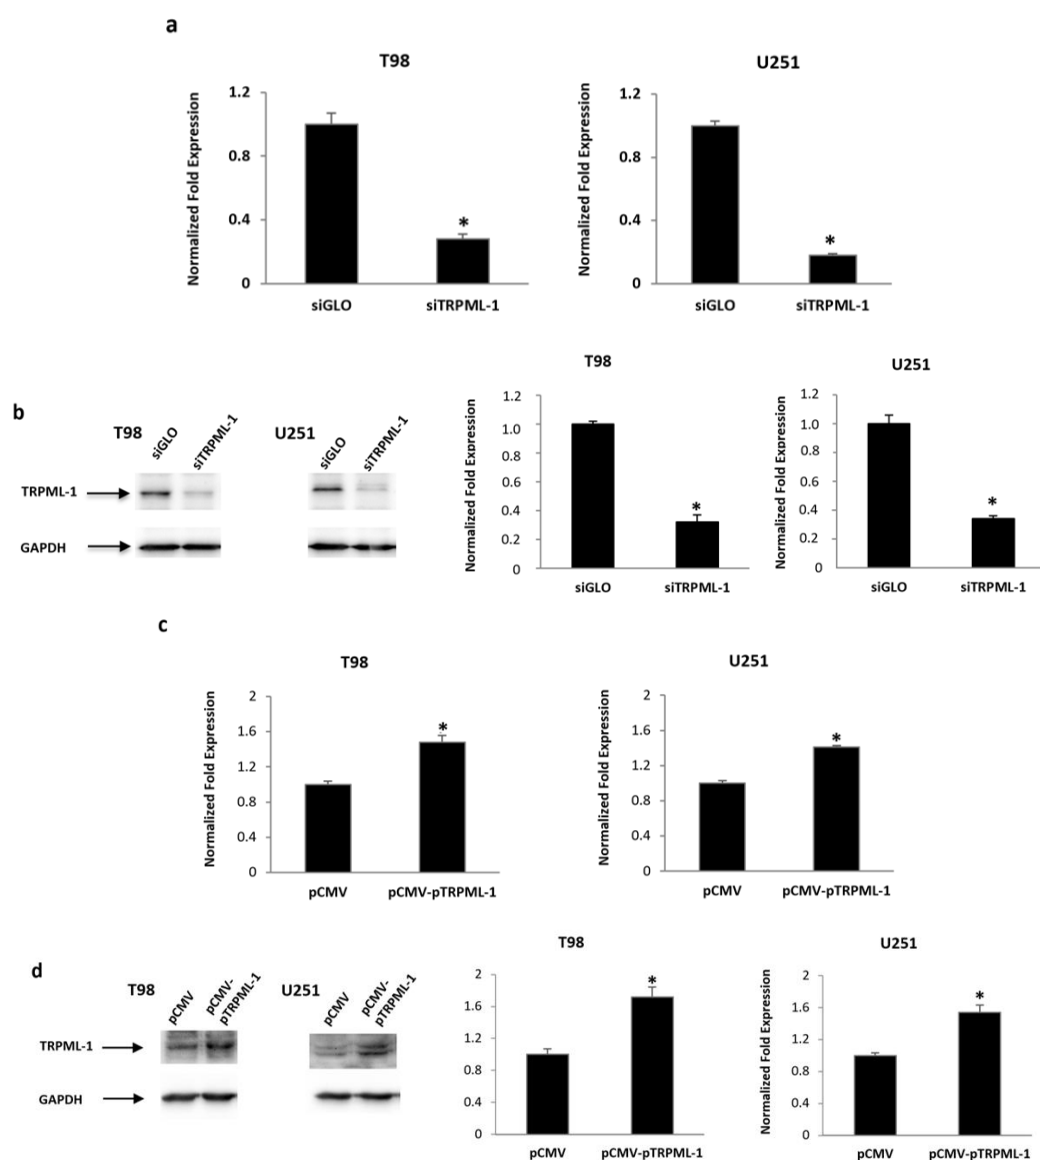 a
T98
U251
Normalized Fold Expression
1.2
0.8
0.4
0
siGLO
siTRPML-1
*
Normalized Fold Expression
1.2
0.8
0.4
0
siGLO
siTRPML-1
*
b
T98
siGLO
siTRPML-1
U251
siGLO
siTRPML-1
TRPML-1
GAPDH
T98
Normalized Fold Expression
1.2
1.0
0.8
0.6
0.4
0.2
0
*
siGLO
siTRPML-1
U251
Normalized Fold Expression
1.2
1.0
0.8
0.6
0.4
0.2
0
*
siGLO
siTRPML-1
c
T98
Normalized Fold Expression
2
1.6
1.2
0.8
0.4
0
*
pCMV
pCMV-pTRPML-1
U251
Normalized Fold Expression
2
1.6
1.2
0.8
0.4
0
*
pCMV
pCMV-pTRPML-1
d
T98
pCMV
pCMV-
pTRPML-1
U251
pCMV
pCMV-
pTRPML-1
TRPML-1
GAPDH
T98
Normalized Fold Expression
2
1.6
1.2
0.8
0.4
0
*
pCMV
pCMV-pTRPML-1
U251
Normalized Fold Expression
2
1.6
1.2
0.8
0.4
0
*
pCMV
pCMV-pTRPML-1